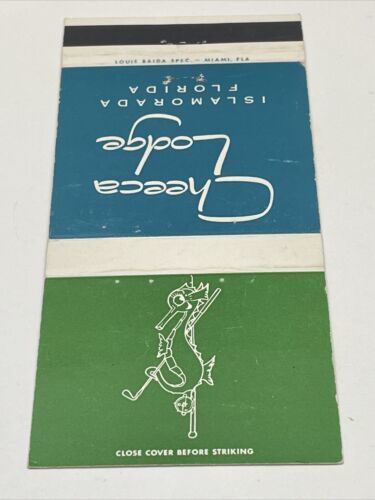 LOUIS BAIDA SPEC. – MIAMI, FLA
Cheeca
Lodge
ISLAMORADA
FLORIDA
CLOSE COVER BEFORE STRIKING